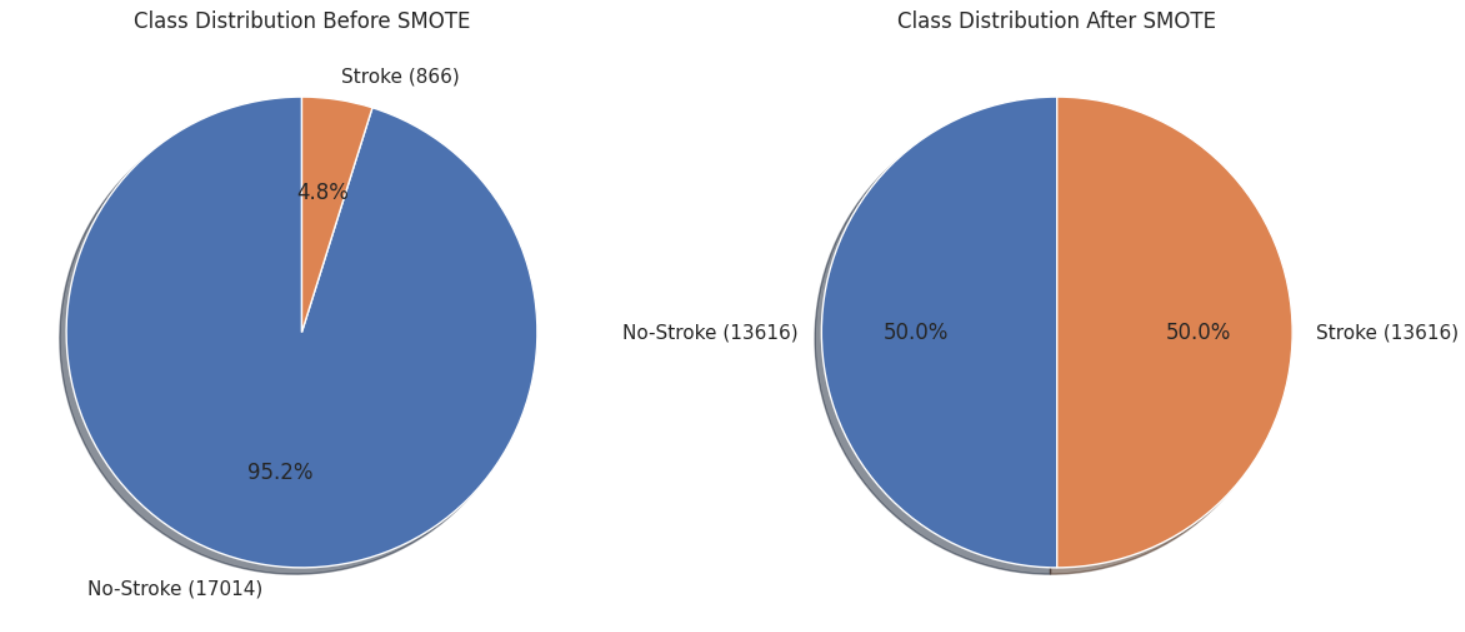 Class Distribution Before SMOTE
Stroke (866)
4.8%
95.2%
No-Stroke (17014)
Class Distribution After SMOTE
No-Stroke (13616)
50.0%
50.0%
Stroke (13616)